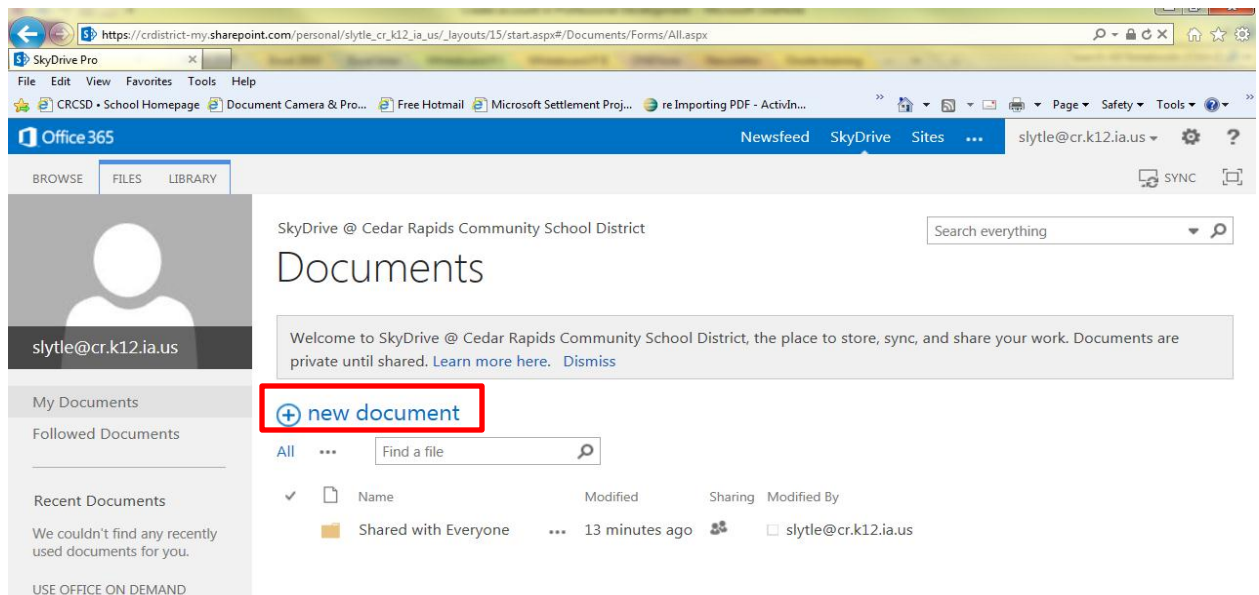 https://crdistrict-my.sharepoint.com/personal/slytle_cr_k12_ia_us/_layouts/15/start.aspx#/Documents/Forms/All.aspx
SkyDrive Pro
File Edit View Favorites Tools Help
CRCSD • School Homepage Document Camera & Pro... Free Hotmail Microsoft Settlement Proj... re Importing PDF - ActivIn... » Page Safety Tools »
Office 365 Newsfeed SkyDrive Sites ••• slytle@cr.k12.ia.us ?
BROWSE FILES LIBRARY SYNC
SkyDrive @ Cedar Rapids Community School District
Search everything
Documents
Welcome to SkyDrive @ Cedar Rapids Community School District, the place to store, sync, and share your work. Documents are
private until shared. Learn more here. Dismiss
slytle@cr.k12.ia.us
My Documents
Followed Documents
Recent Documents
We couldn't find any recently
used documents for you.
USE OFFICE ON DEMAND
new document
All ••• Find a file
Name Modified Sharing Modified By
Shared with Everyone ••• 13 minutes ago slytle@cr.k12.ia.us